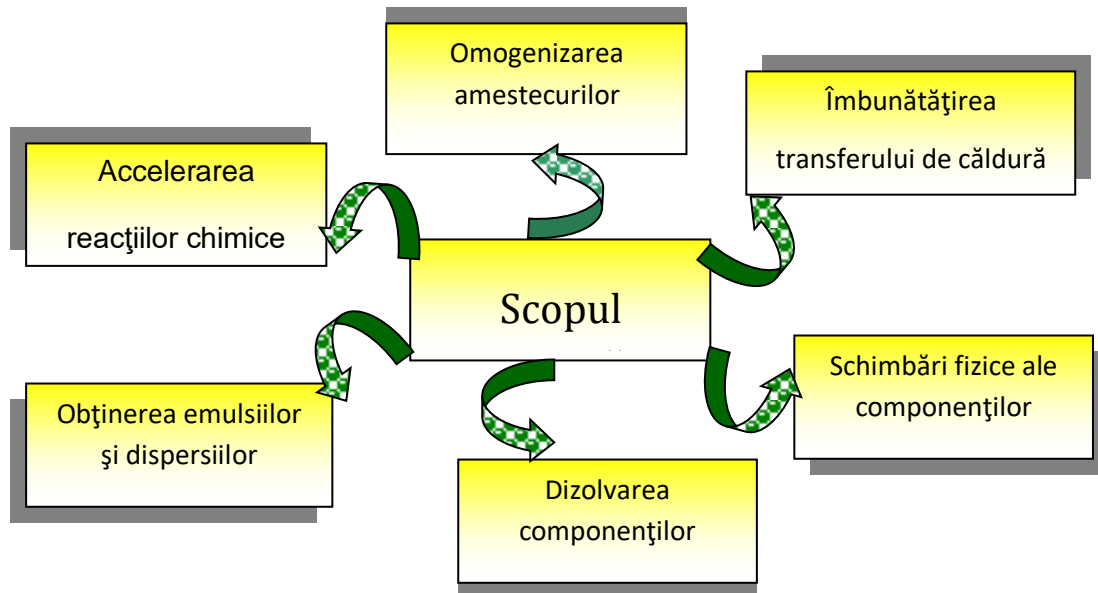 Omogenizarea
amestecurilor
Îmbunătăţirea
transferului de căldură
Accelerarea
reacţiilor chimice
Scopul
Schimbări fizice ale
componenţilor
Obţinerea emulsiilor
şi dispersiilor
Dizolvarea
componenţilor